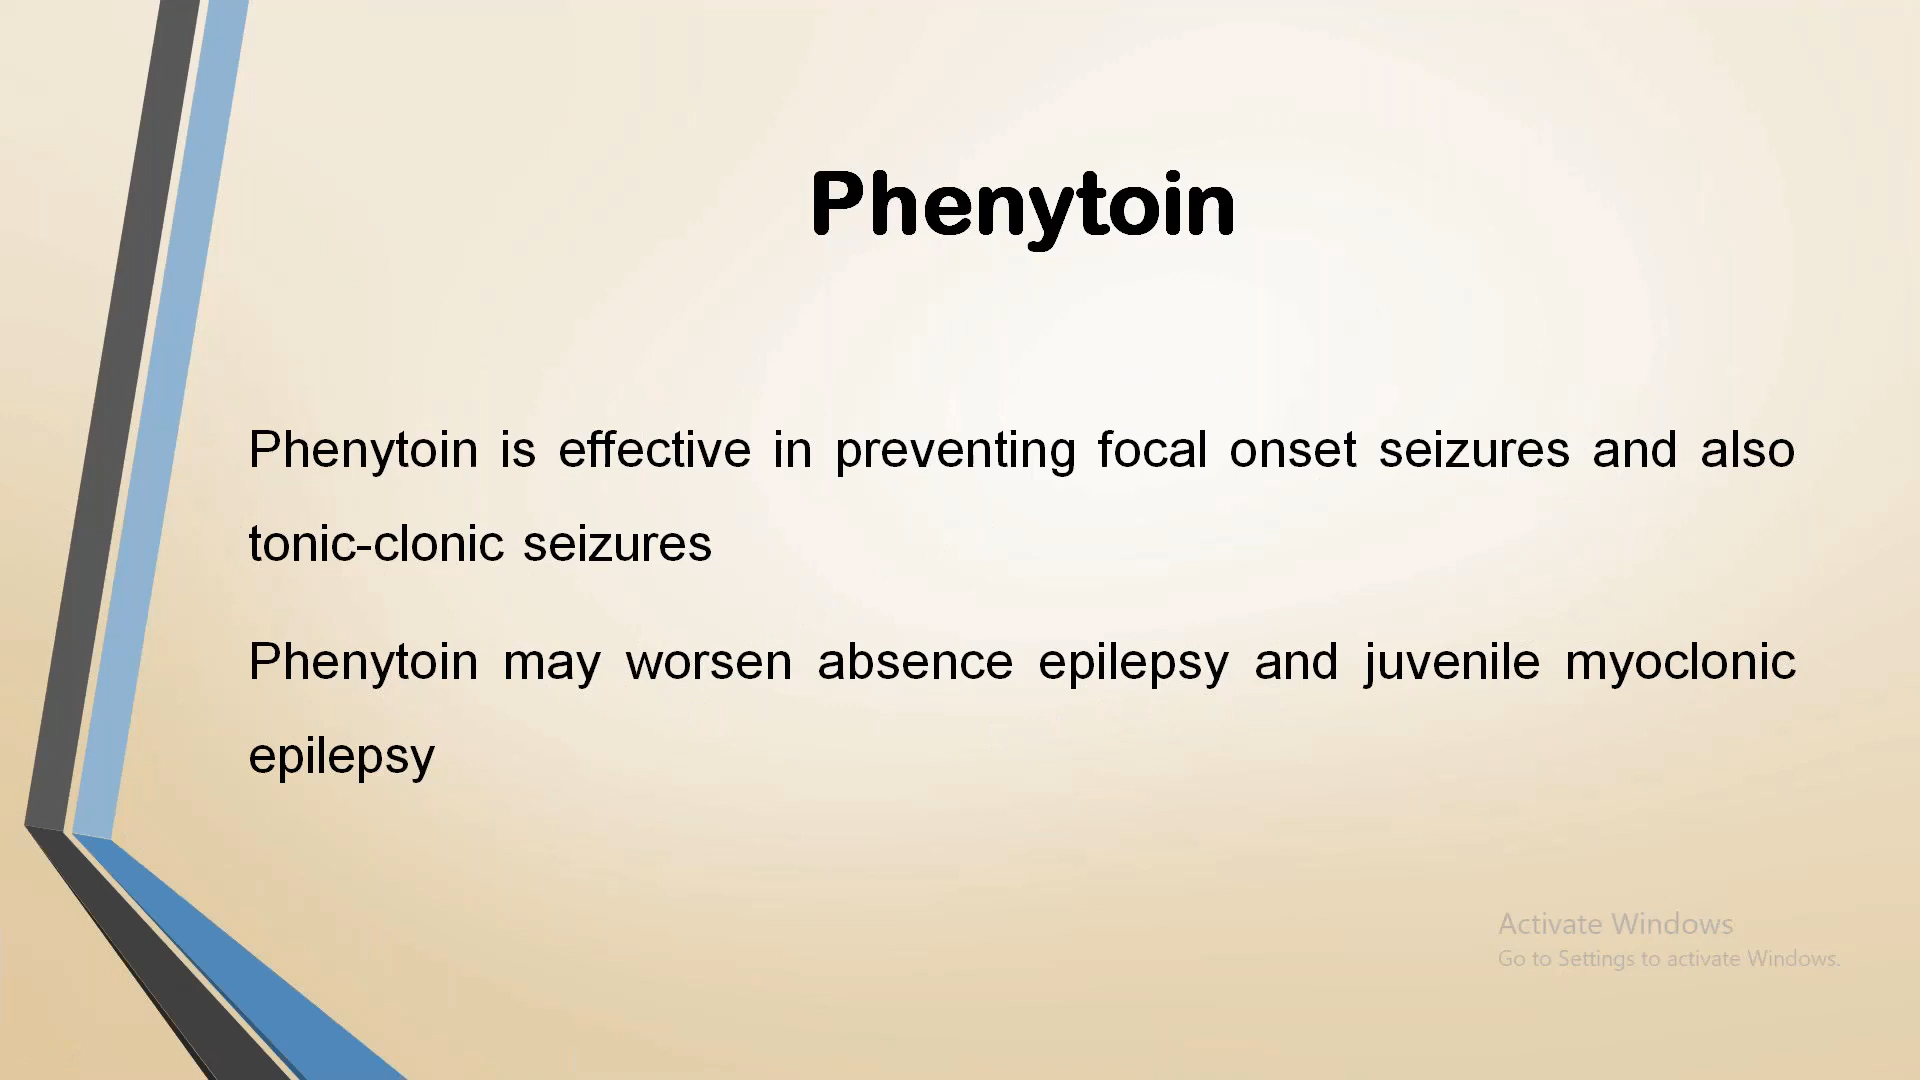 Phenytoin
Phenytoin is effective in preventing focal onset seizures and also
tonic-clonic seizures
Phenytoin may worsen absence epilepsy and juvenile myoclonic
epilepsy
Activate Windows
Go to Settings to activate Windows.